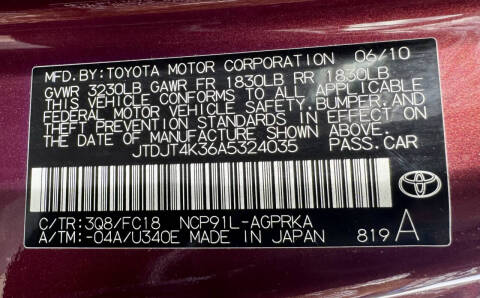 MFD.BY:TOYOTA MOTOR CORPORATION 06/10
GVWR 3230LB GAWR FR 1830LB RR 1830LB
THIS VEHICLE CONFORMS TO ALL APPLICABLE
FEDERAL MOTOR VEHICLE SAFETY,BUMPER,AND
THEFT PREVENTION STANDARDS IN EFFECT ON
THE DATE OF MANUFACTURE SHOWN ABOVE.
JTDJT4K36A5324035 PASS.CAR
C/TR:3Q8/FC18 NCP91L-AGPRKA
A/TM:-04A/U340E MADE IN JAPAN 819A
TOYOTA